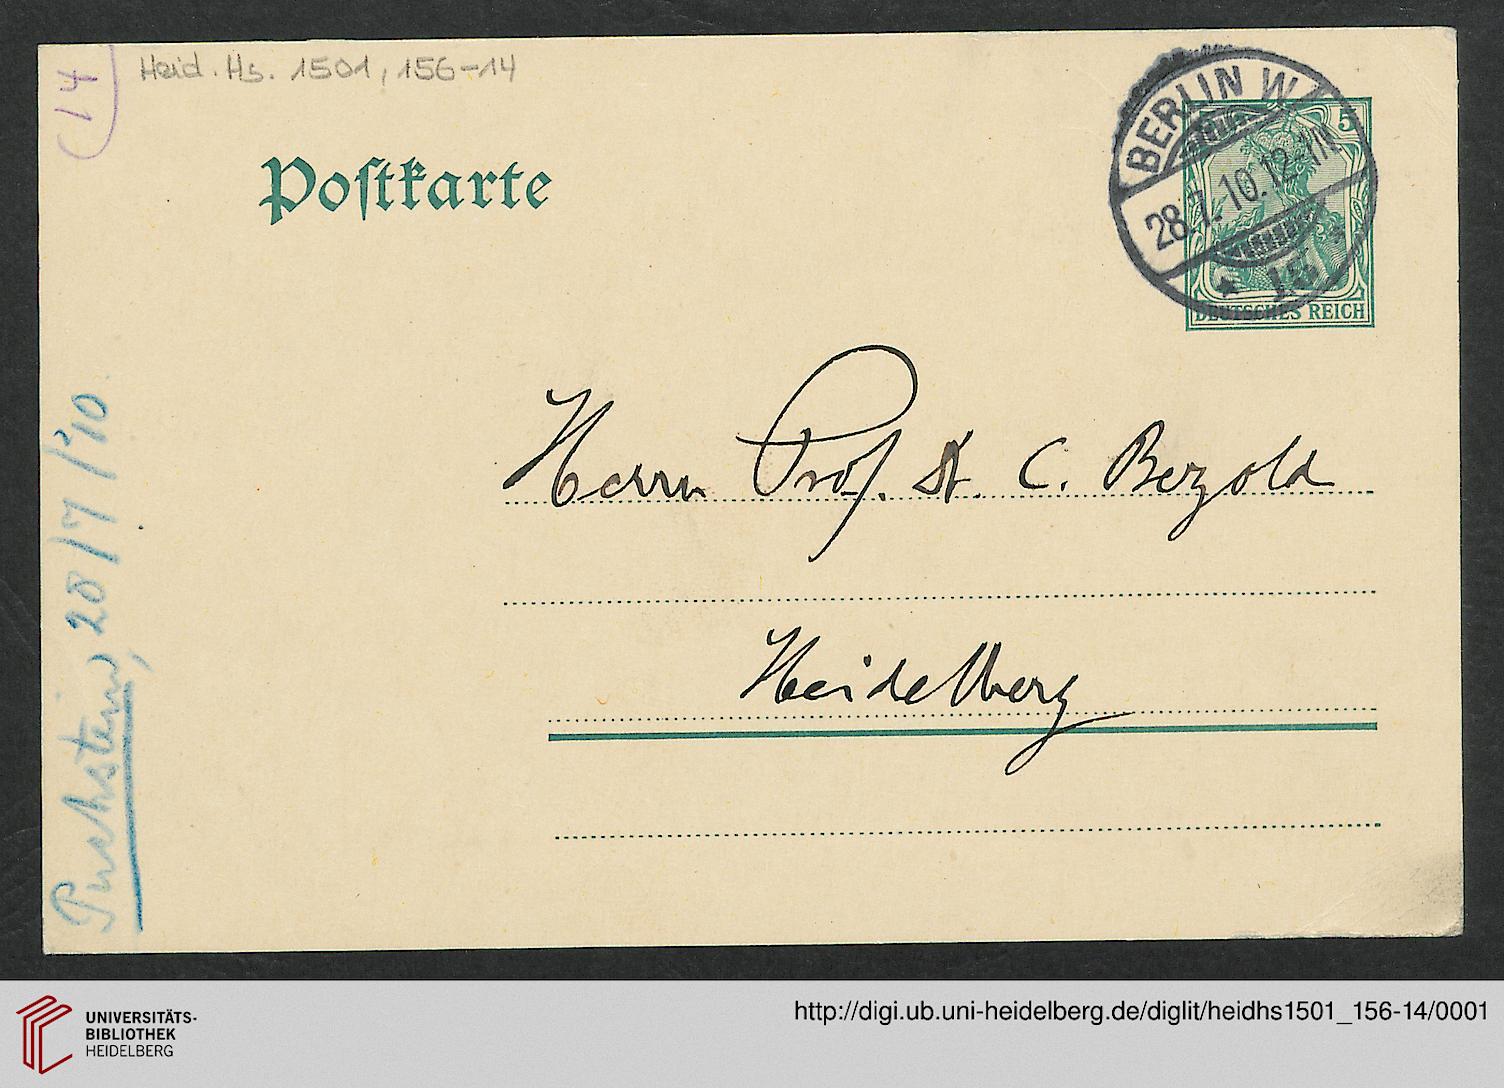 14
Heid. Hs. 1501, 156-14
Poſtkarte
BERLIN W
28.7.10.12-1N
* 15
5
DEUTSCHES REICH
Herrn Prof. Dr. C. Bezold
Heidelberg
Puchstein, 28/7/'10
UNIVERSITÄTS-
BIBLIOTHEK
HEIDELBERG
http://digi.ub.uni-heidelberg.de/diglit/heidhs1501_156-14/0001